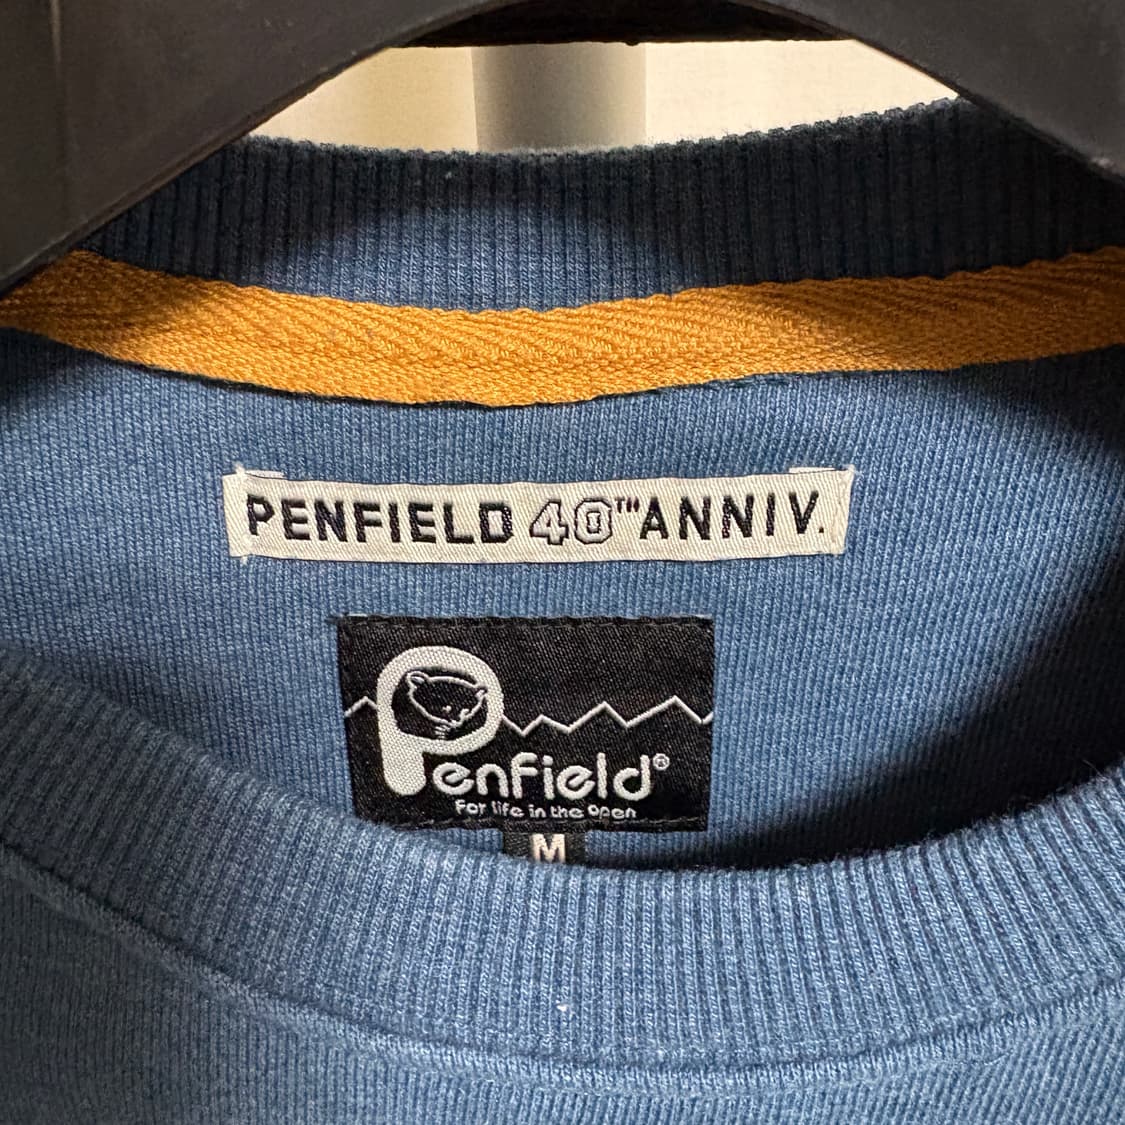 PENFIELD 40TH ANNIV.
Penfield®
For life in the open
M